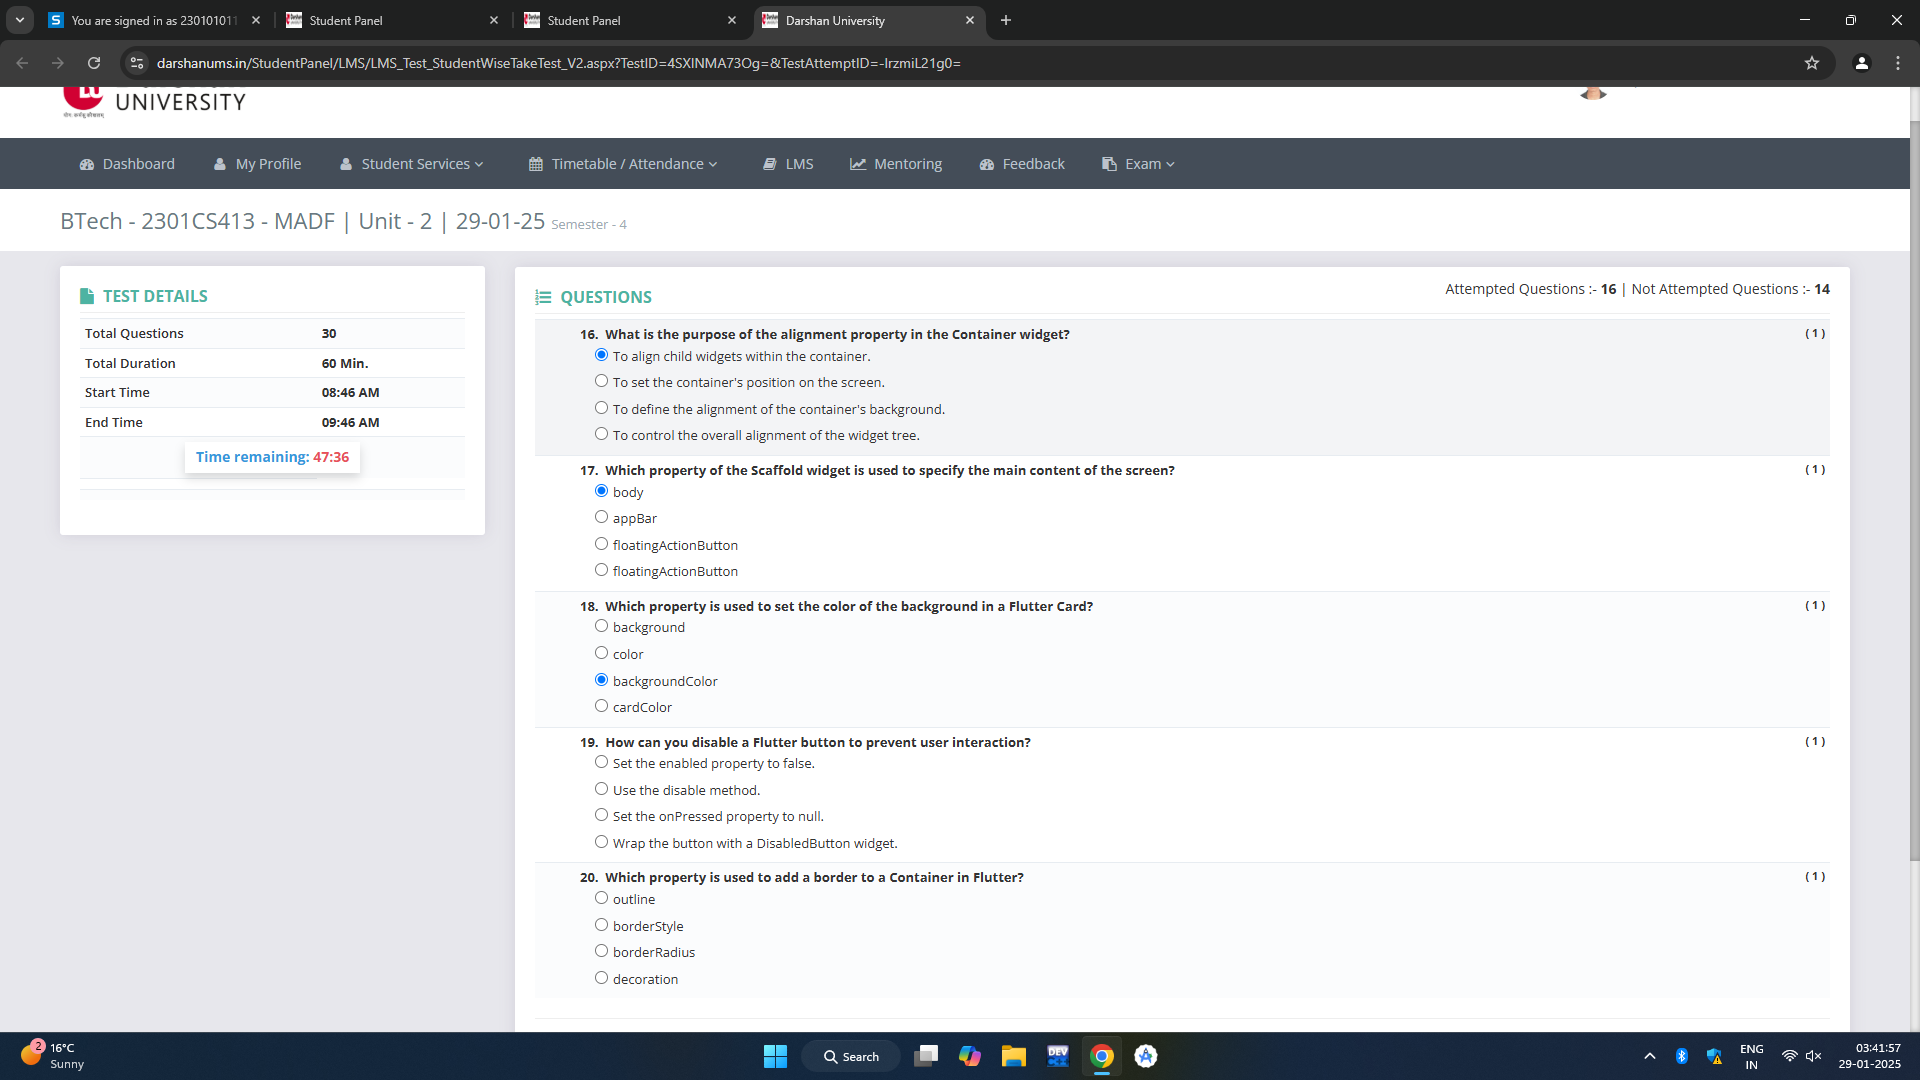 You are signed in as 230101011
Student Panel
Student Panel
Darshan University
darshanums.in/StudentPanel/LMS/LMS_Test_StudentWiseTakeTest_V2.aspx?TestID=4SXINMA73Og=&TestAttemptID=-IrzmiL21g0=
UNIVERSITY
Dashboard
My Profile
Student Services
Timetable / Attendance
LMS
Mentoring
Feedback
Exam
BTech - 2301CS413 - MADF | Unit - 2 | 29-01-25 Semester - 4
TEST DETAILS
Total Questions 30
Total Duration 60 Min.
Start Time 08:46 AM
End Time 09:46 AM
Time remaining: 47:36
QUESTIONS
Attempted Questions :- 16 | Not Attempted Questions :- 14
16. What is the purpose of the alignment property in the Container widget? ( 1 )
To align child widgets within the container.
To set the container's position on the screen.
To define the alignment of the container's background.
To control the overall alignment of the widget tree.
17. Which property of the Scaffold widget is used to specify the main content of the screen? ( 1 )
body
appBar
floatingActionButton
floatingActionButton
18. Which property is used to set the color of the background in a Flutter Card? ( 1 )
background
color
backgroundColor
cardColor
19. How can you disable a Flutter button to prevent user interaction? ( 1 )
Set the enabled property to false.
Use the disable method.
Set the onPressed property to null.
Wrap the button with a DisabledButton widget.
20. Which property is used to add a border to a Container in Flutter? ( 1 )
outline
borderStyle
borderRadius
decoration
2
16°C
Sunny
Search
DEV
ENG
IN
03:41:57
29-01-2025